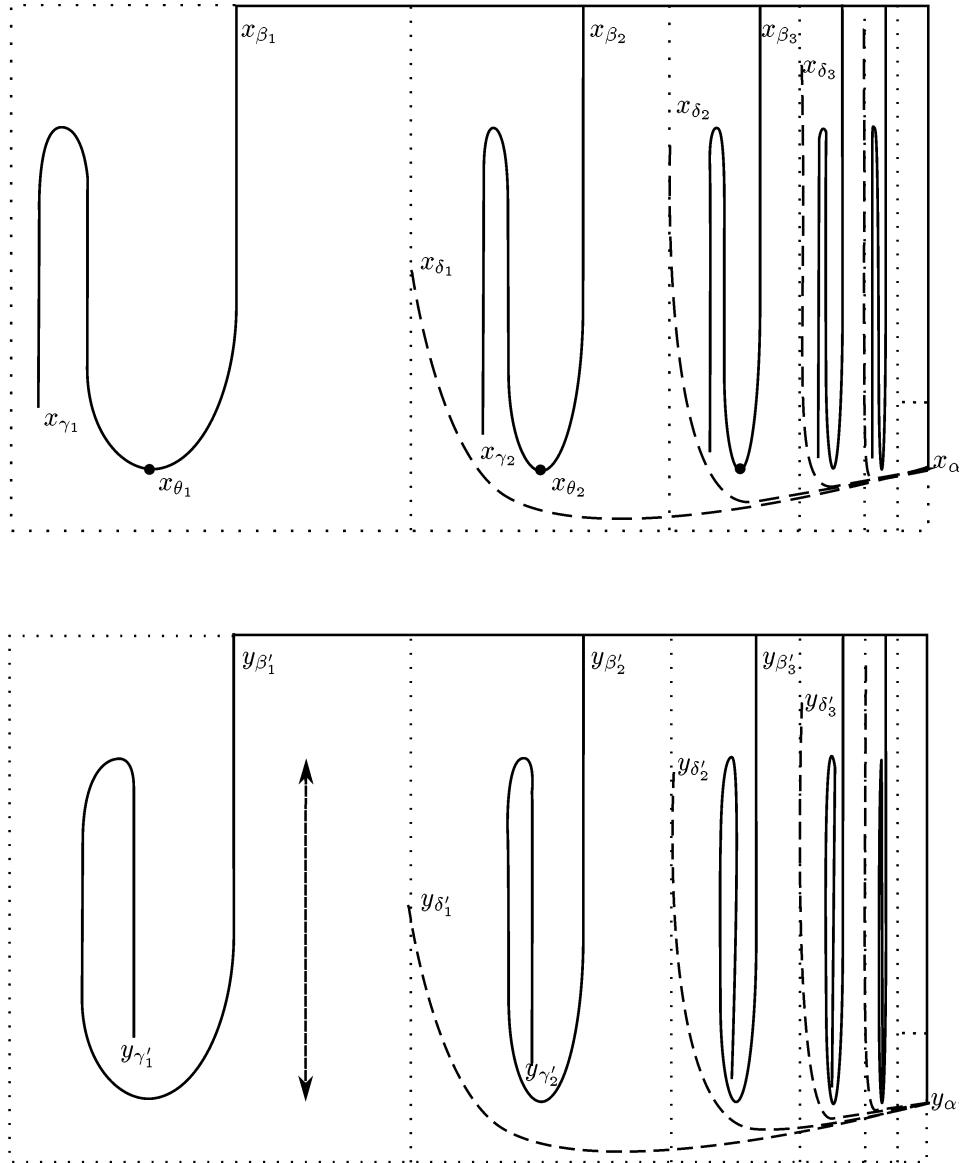 x_{β_1} x_{β_2} x_{β_3}
x_{δ_3}
x_{δ_2}
x_{δ_1}
x_{γ_1} x_{γ_2} x_α
x_{θ_1} x_{θ_2}
y_{β'_1} y_{β'_2} y_{β'_3}
y_{δ'_3}
y_{δ'_2}
y_{δ'_1}
y_{γ'_1} y_{γ'_2}
y_α